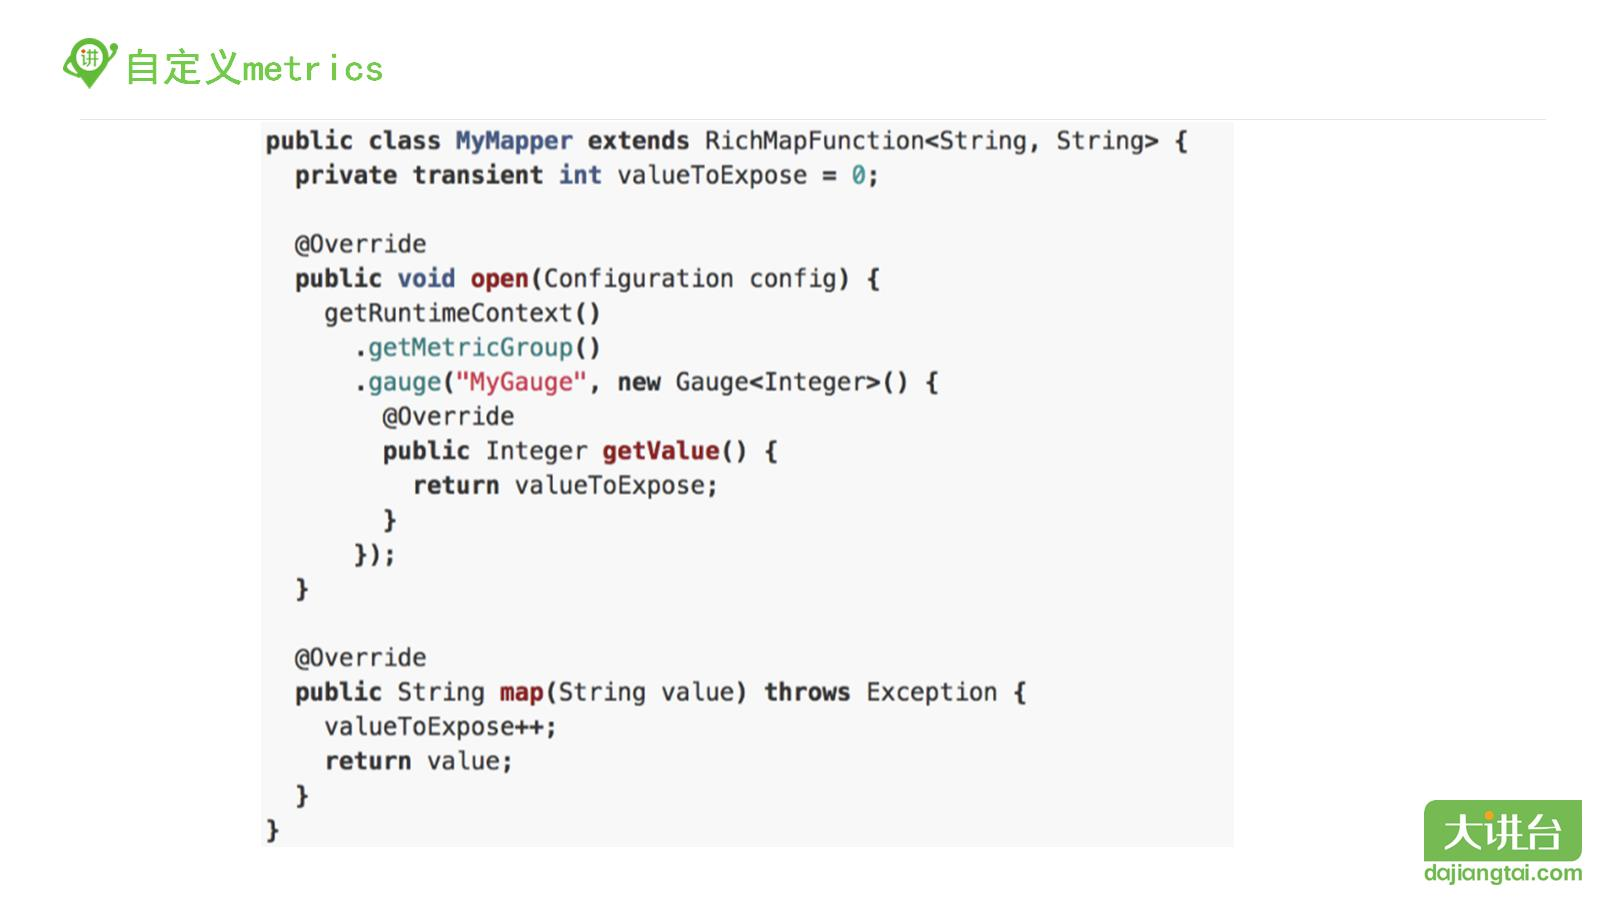 讲
自定义metrics
public class MyMapper extends RichMapFunction<String, String> {
  private transient int valueToExpose = 0;

  @Override
  public void open(Configuration config) {
    getRuntimeContext()
      .getMetricGroup()
      .gauge("MyGauge", new Gauge<Integer>() {
        @Override
        public Integer getValue() {
          return valueToExpose;
        }
      });
  }

  @Override
  public String map(String value) throws Exception {
    valueToExpose++;
    return value;
  }
}
大讲台
dajiangtai.com